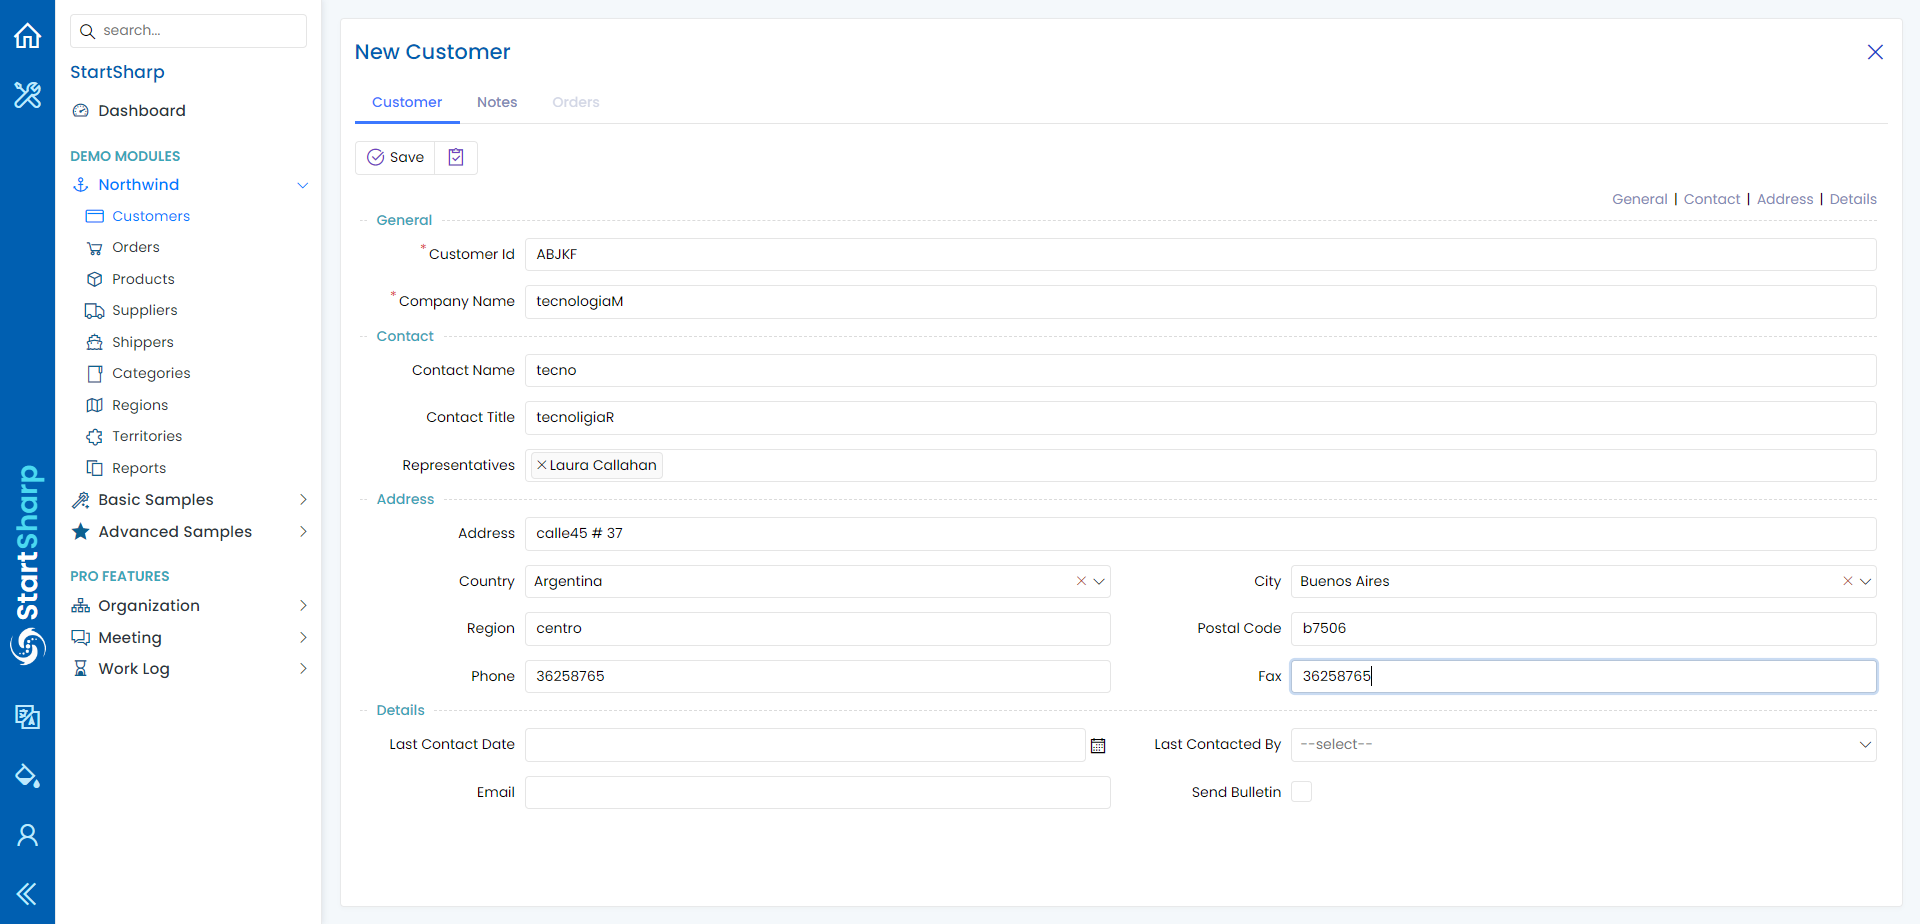 StartSharp
search...
StartSharp
Dashboard
DEMO MODULES
Northwind
Customers
Orders
Products
Suppliers
Shippers
Categories
Regions
Territories
Reports
Basic Samples
Advanced Samples
PRO FEATURES
Organization
Meeting
Work Log
New Customer
Customer Notes Orders
Save
General | Contact | Address | Details
General
* Customer Id ABJKF
* Company Name tecnologiaM
Contact
Contact Name tecno
Contact Title tecnoligiaR
Representatives Laura Callahan
Address
Address calle45 # 37
Country Argentina City Buenos Aires
Region centro Postal Code b7506
Phone 36258765 Fax 36258765
Details
Last Contact Date Last Contacted By --select--
Email Send Bulletin